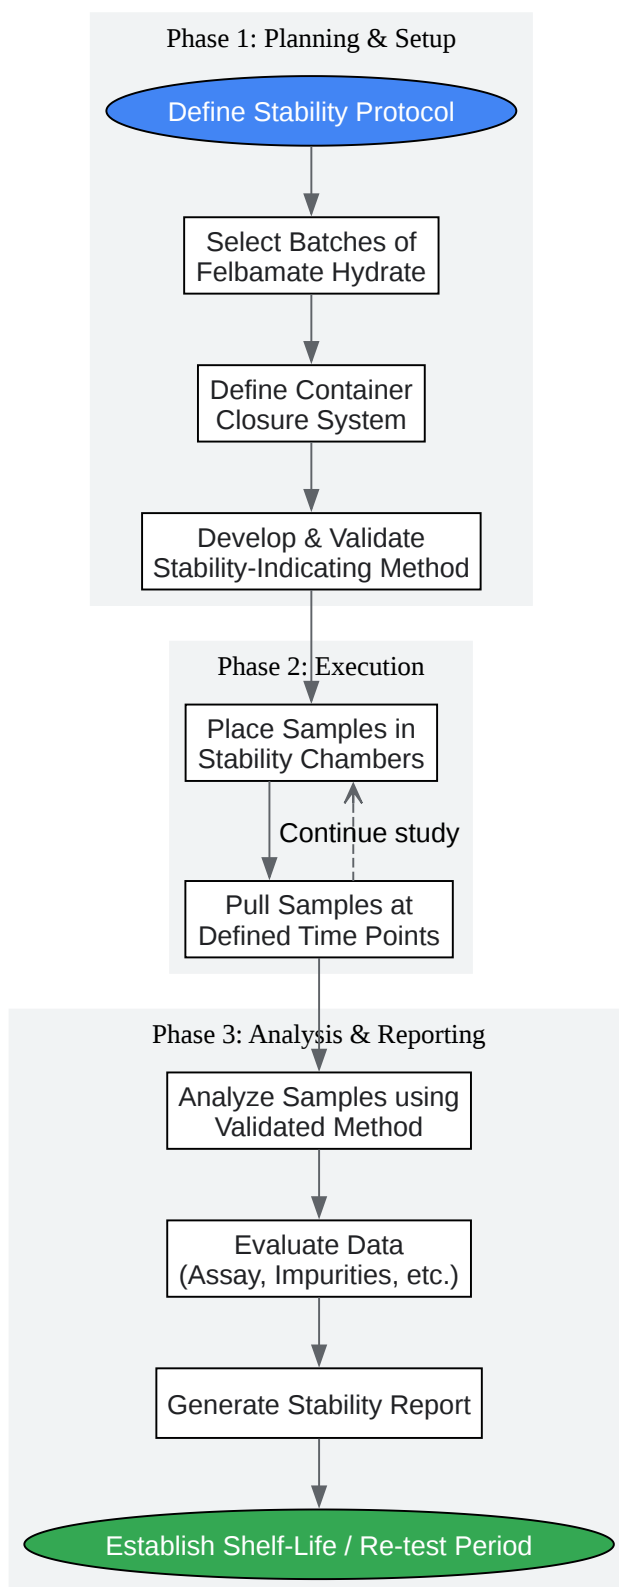 Phase 1: Planning & Setup
Define Stability Protocol
Select Batches of
Felbamate Hydrate
Define Container
Closure System
Develop & Validate
Stability-Indicating Method
Phase 2: Execution
Place Samples in
Stability Chambers
Continue study
Pull Samples at
Defined Time Points
Phase 3: Analysis & Reporting
Analyze Samples using
Validated Method
Evaluate Data
(Assay, Impurities, etc.)
Generate Stability Report
Establish Shelf-Life / Re-test Period